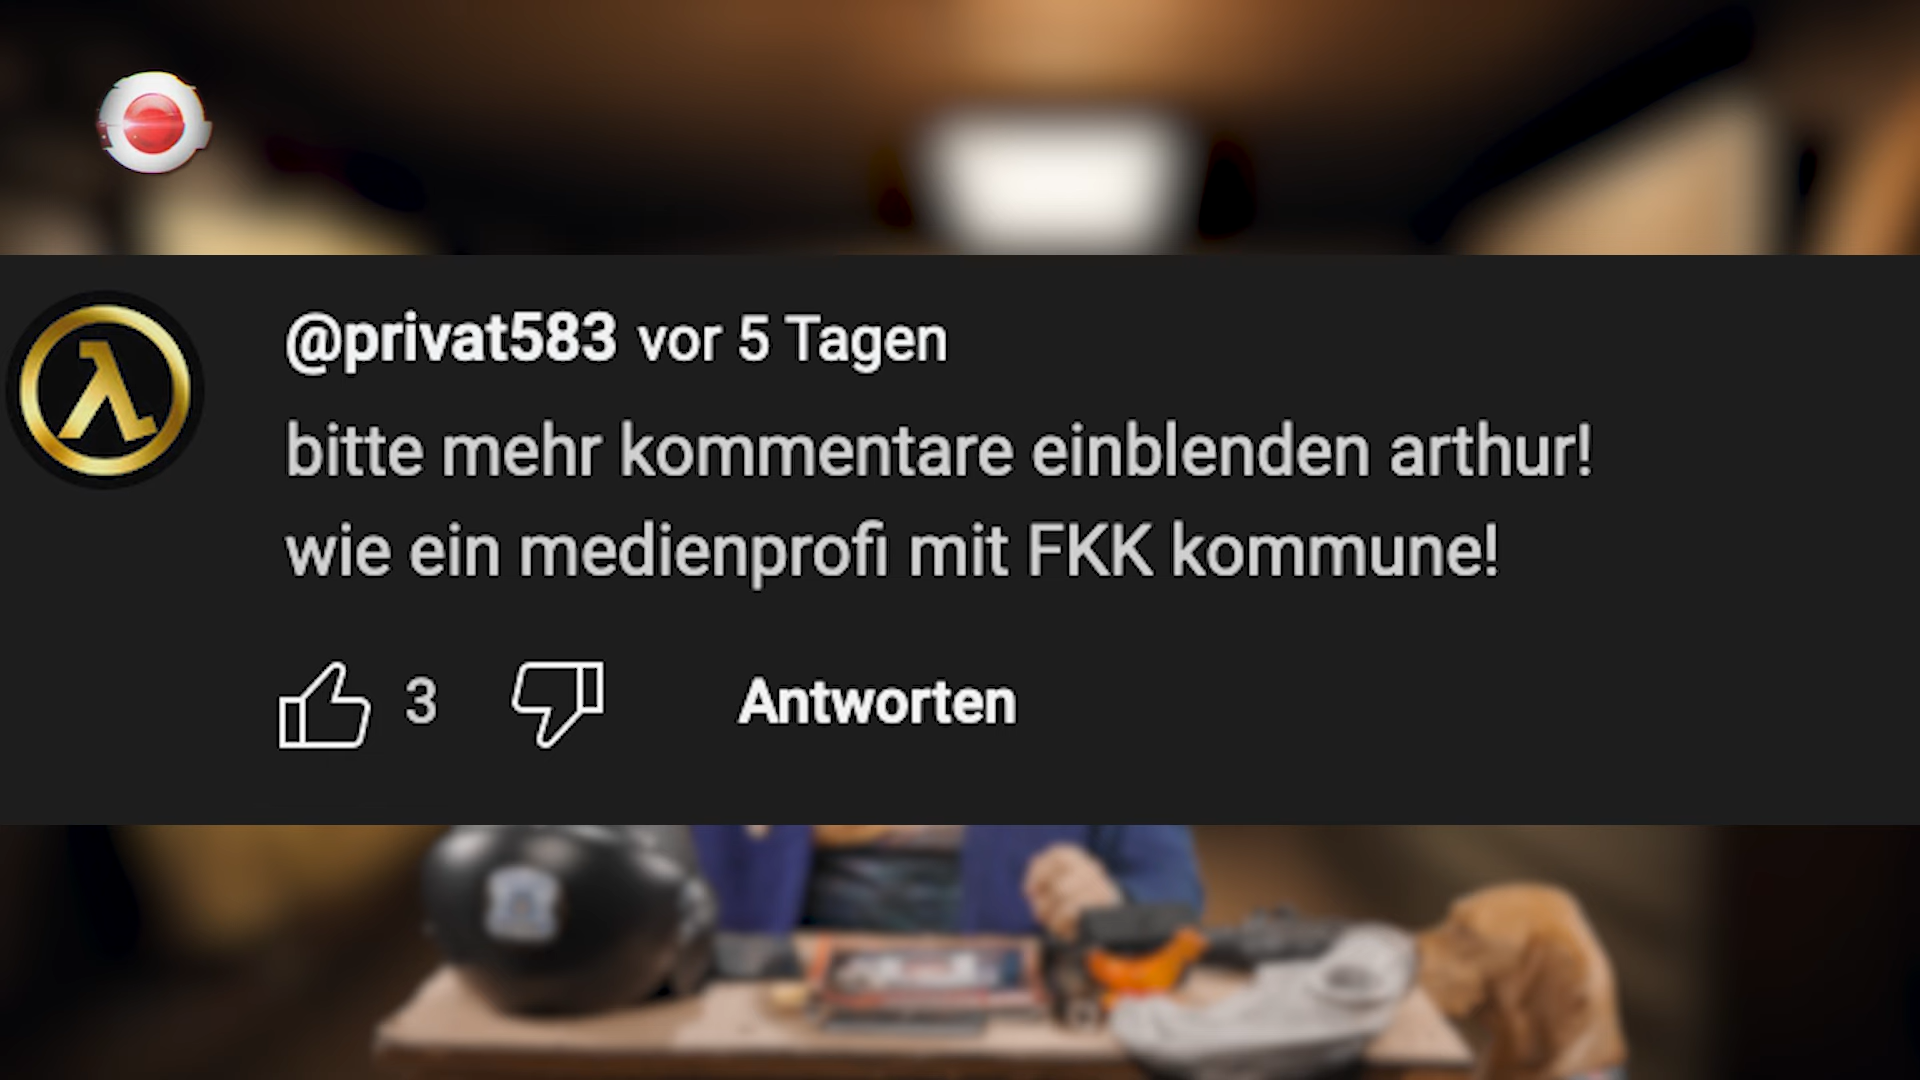 @privat583 vor 5 Tagen
bitte mehr kommentare einblenden arthur!
wie ein medienprofi mit FKK kommune!
3
Antworten